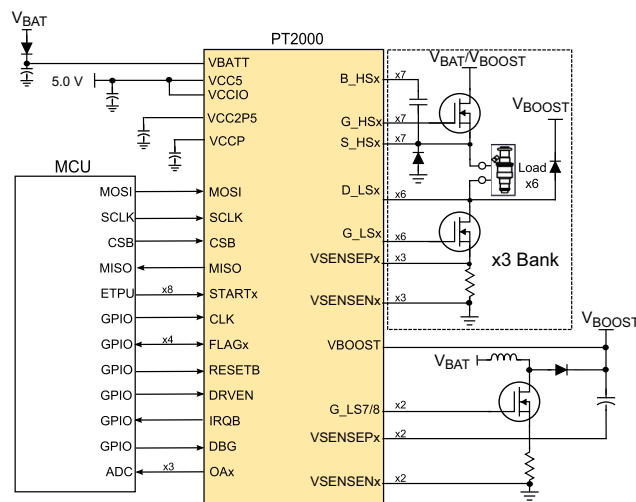 VBAT
PT2000
VBATT
5.0 V
VCC5
VCCIO
VCC2P5
VCCP
MCU
MOSI
MOSI
SCLK
SCLK
CSB
CSB
MISO
MISO
ETPU
x8
STARTx
GPIO
CLK
GPIO
x4
FLAGx
GPIO
RESETB
GPIO
DRVEN
GPIO
IRQB
GPIO
DBG
ADC
x3
OAx
B_HSx
x7
G_HSx
x7
S_HSx
x7
D_LSx
x6
G_LSx
x6
VSENSEPx
x3
VSENSENx
x3
VBAT/VBOOST
VBOOST
Load
x6
x3 Bank
VBOOST
VBOOST
VBAT
G_LS7/8
x2
VSENSEPx
x2
VSENSENx
x2